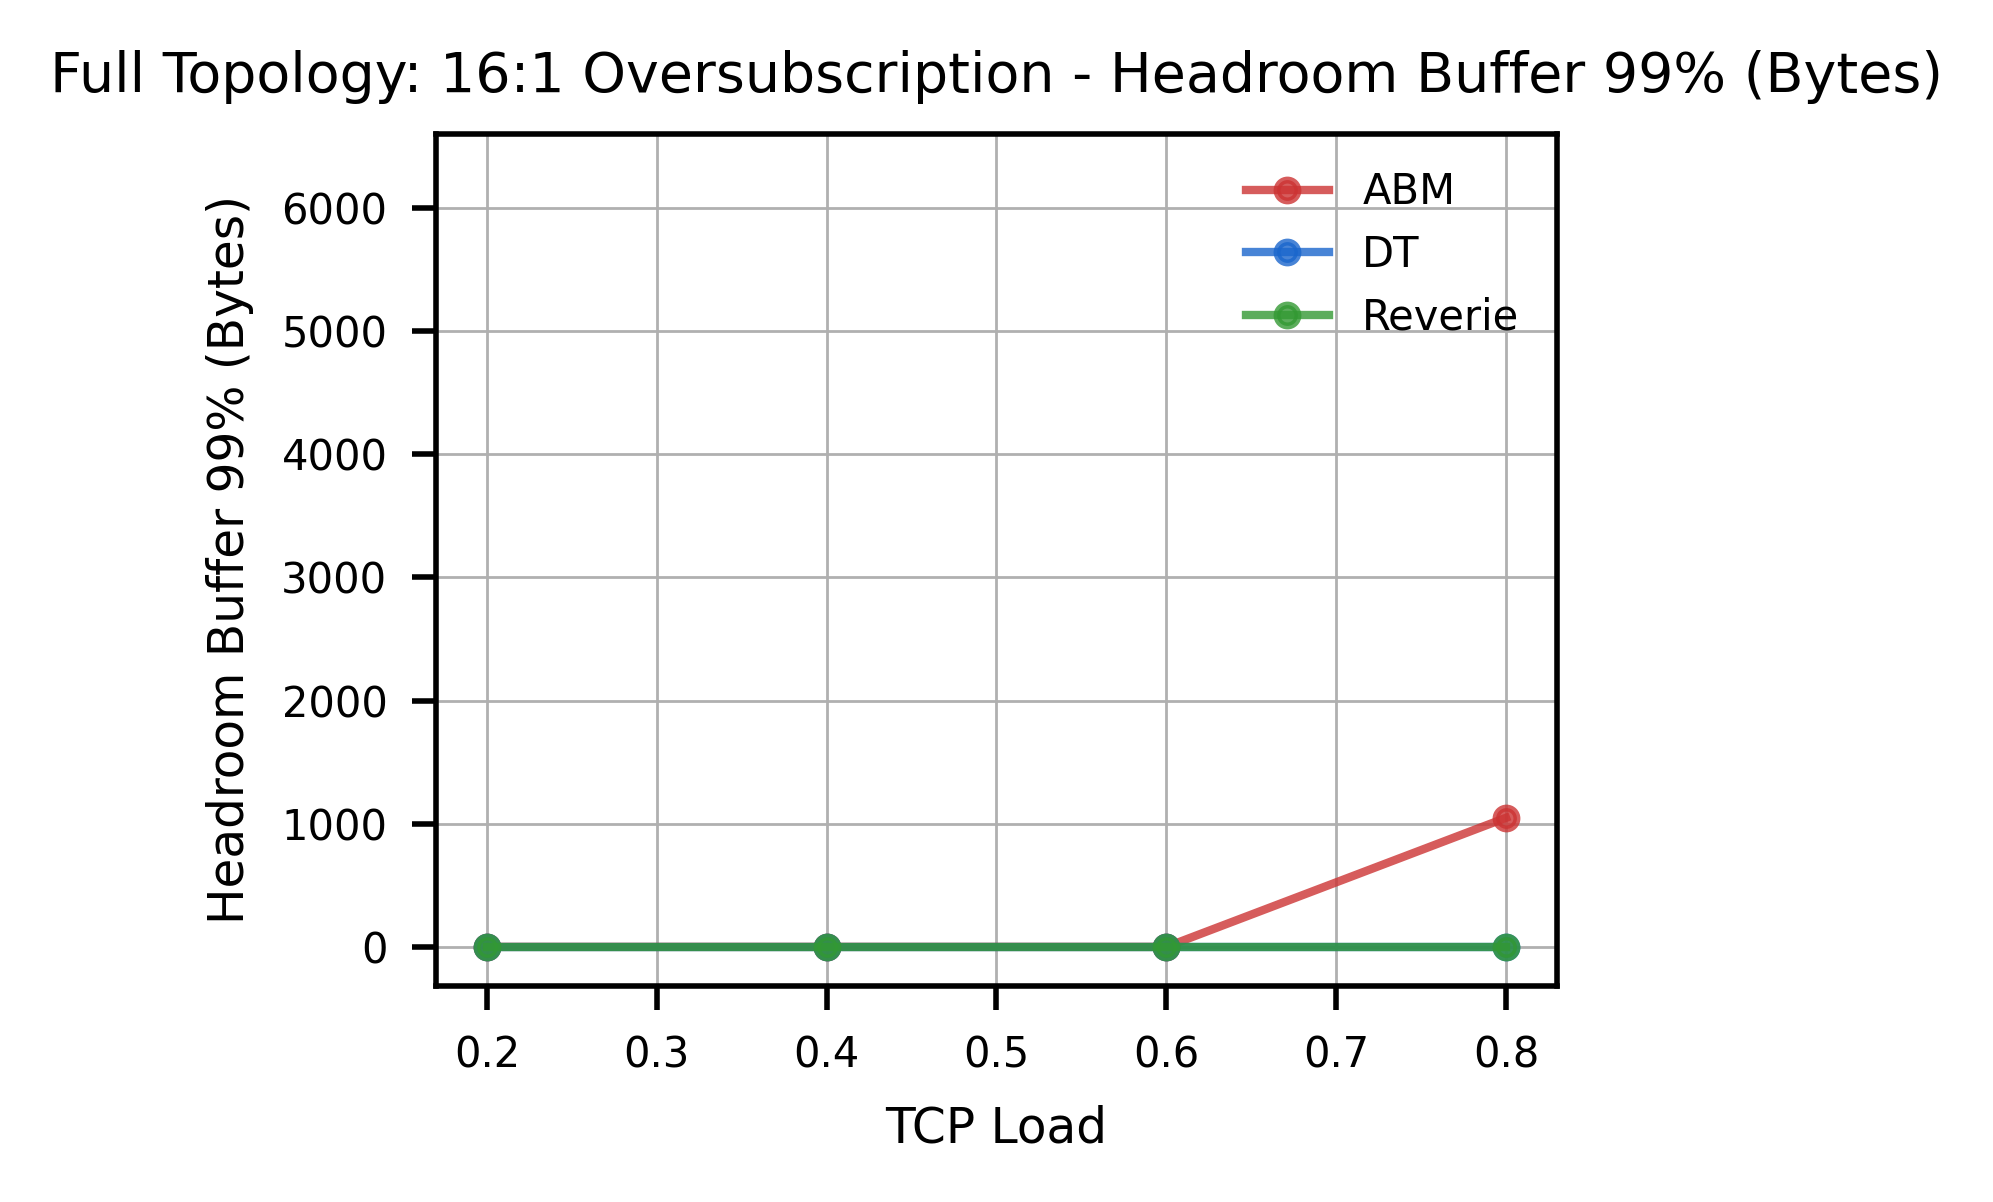 Full Topology: 16:1 Oversubscription - Headroom Buffer 99% (Bytes)
Headroom Buffer 99% (Bytes)
6000
5000
4000
3000
2000
1000
0
ABM
DT
Reverie
0.2 0.3 0.4 0.5 0.6 0.7 0.8
TCP Load